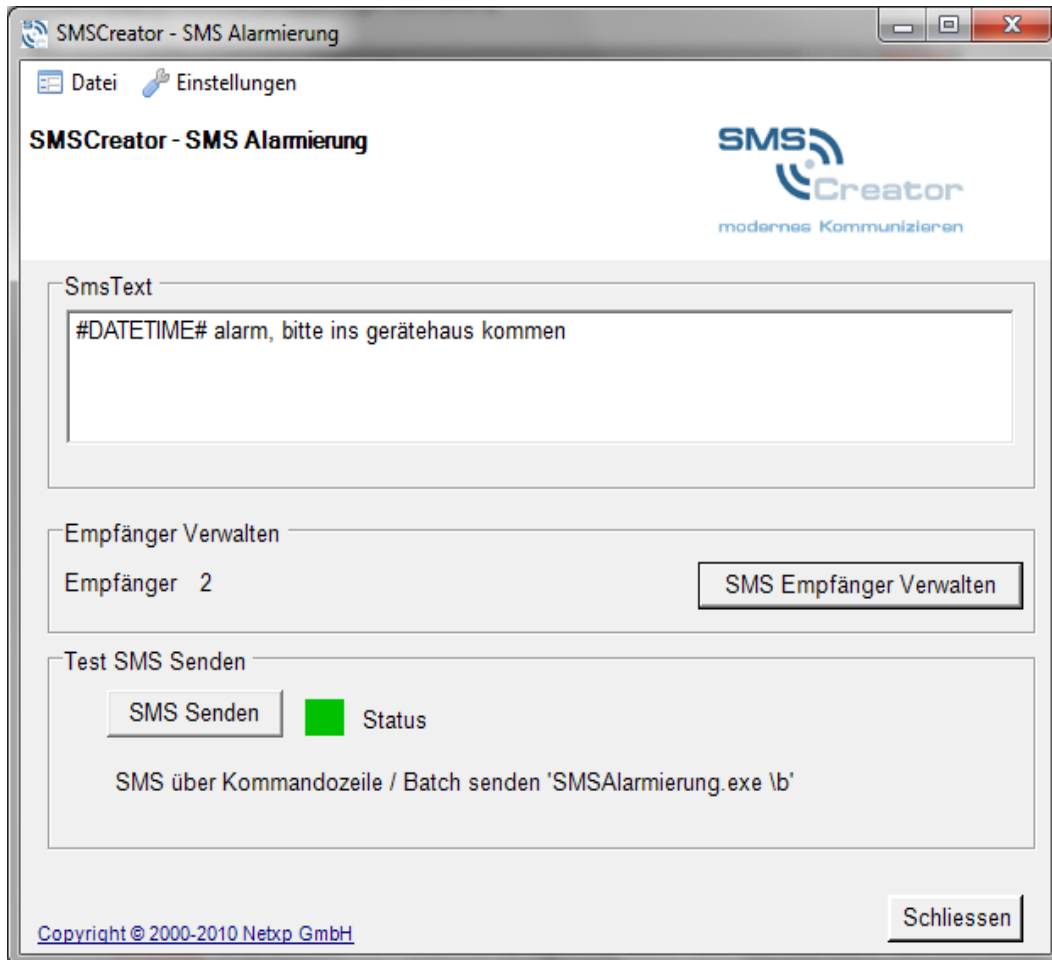 SMSCreator - SMS Alarmierung
Datei Einstellungen
SMSCreator - SMS Alarmierung
SMS
Creator
modernes Kommunizieren
SmsText
#DATETIME# alarm, bitte ins gerätehaus kommen
Empfänger Verwalten
Empfänger 2
SMS Empfänger Verwalten
Test SMS Senden
SMS Senden
Status
SMS über Kommandozeile / Batch senden 'SMSAlarmierung.exe \b'
Schliessen
Copyright © 2000-2010 Netxp GmbH